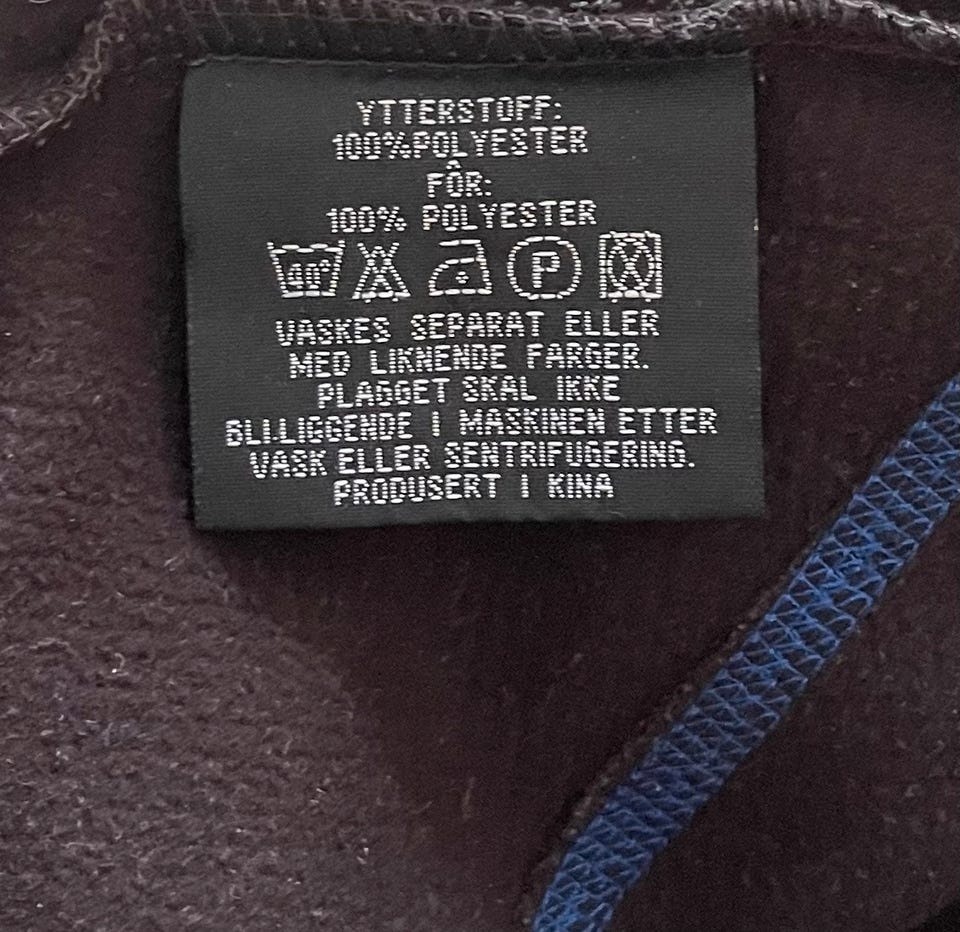 YTTERSTOFF:
100%POLYESTER
FÔR:
100% POLYESTER
40° P
VASKES SEPARAT ELLER
MED LIKNENDE FARGER.
PLAGGET SKAL IKKE
BLI.LIGGENDE I MASKINEN ETTER
VASK ELLER SENTRIFUGERING.
PRODUSERT I KINA